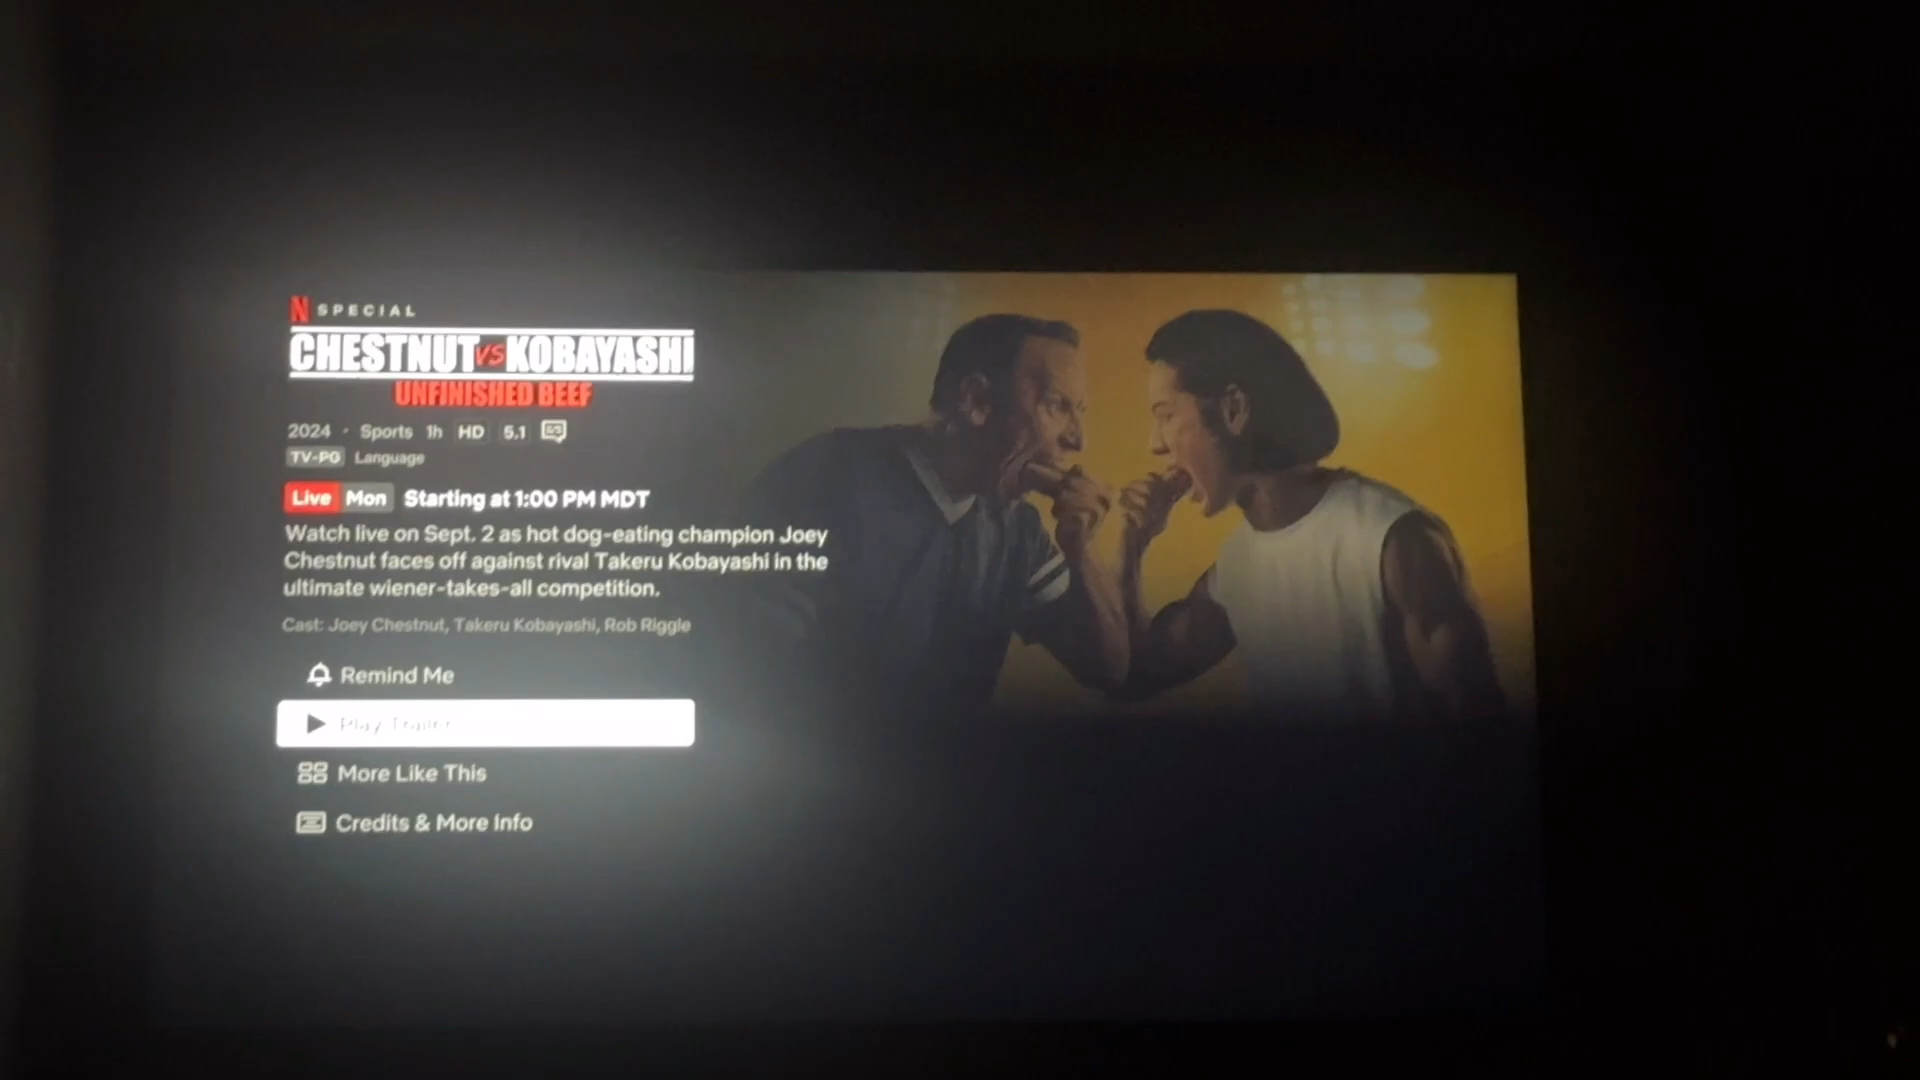 N SPECIAL
CHESTNUT VS KOBAYASHI
UNFINISHED BEEF
2024 · Sports 1h HD 5.1
TV-PG Language
Live Mon Starting at 1:00 PM MDT
Watch live on Sept. 2 as hot dog-eating champion Joey
Chestnut faces off against rival Takeru Kobayashi in the
ultimate wiener-takes-all competition.
Cast: Joey Chestnut, Takeru Kobayashi, Rob Riggle
Remind Me
Play Trailer
More Like This
Credits & More Info